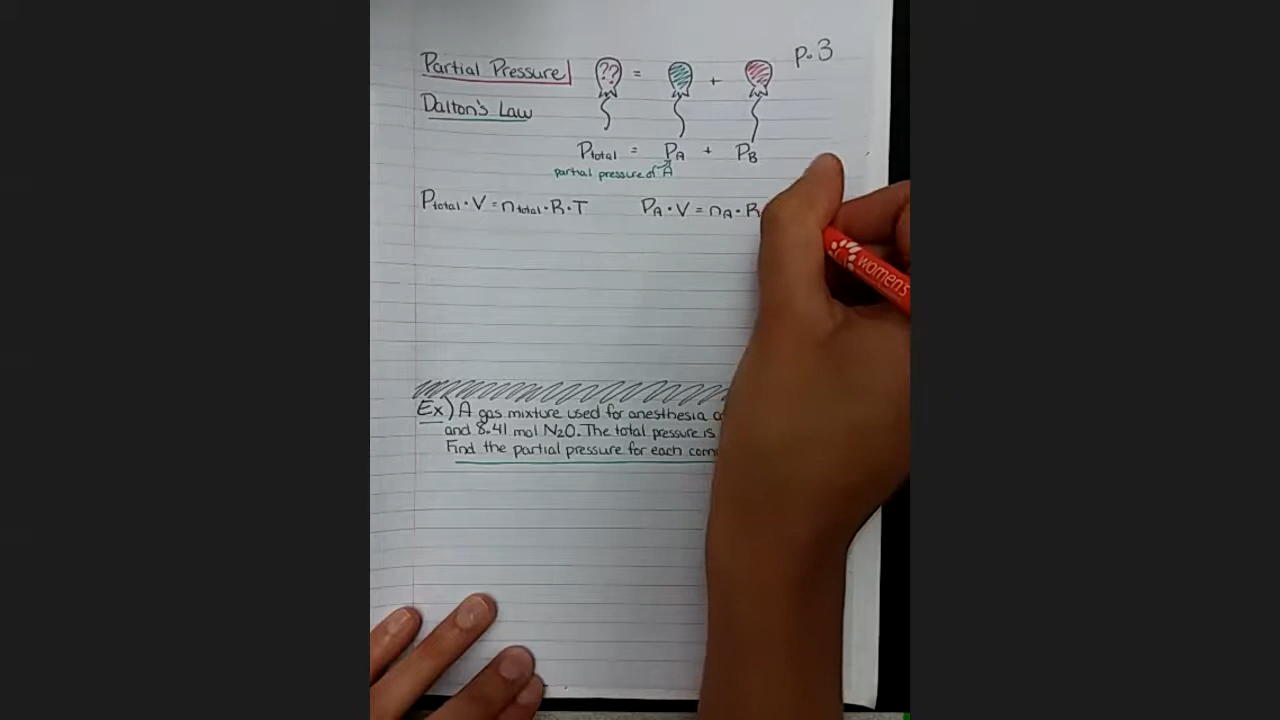 p.3
Partial Pressure ?? = +
Dalton's Law
Ptotal = PA + PB
partial pressure of A
Ptotal · V = ntotal · R · T PA · V = nA · R
women's
Ex) A gas mixture used for anesthesia
and 8.41 mol N2O. The total pressure is
Find the partial pressure for each